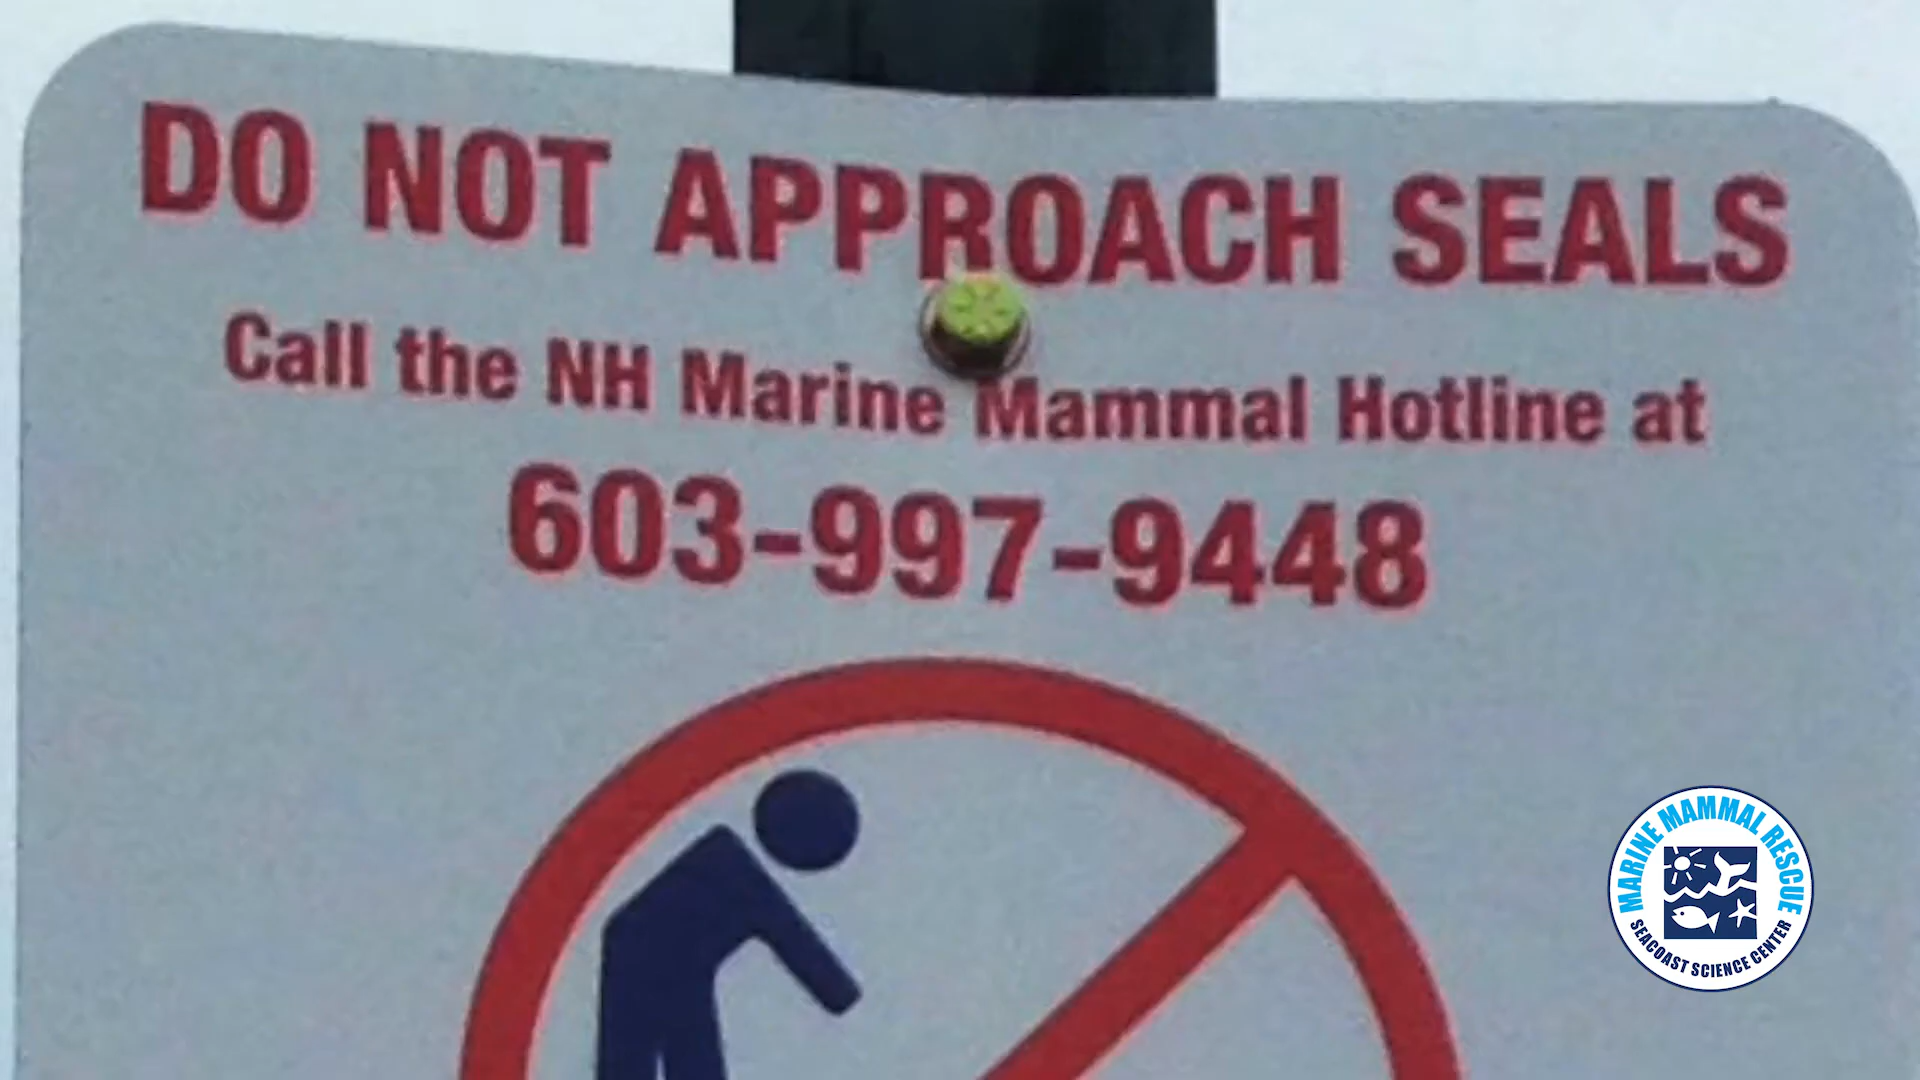 DO NOT APPROACH SEALS
Call the NH Marine Mammal Hotline at
603-997-9448
MARINE MAMMAL RESCUE
SEACOAST SCIENCE CENTER